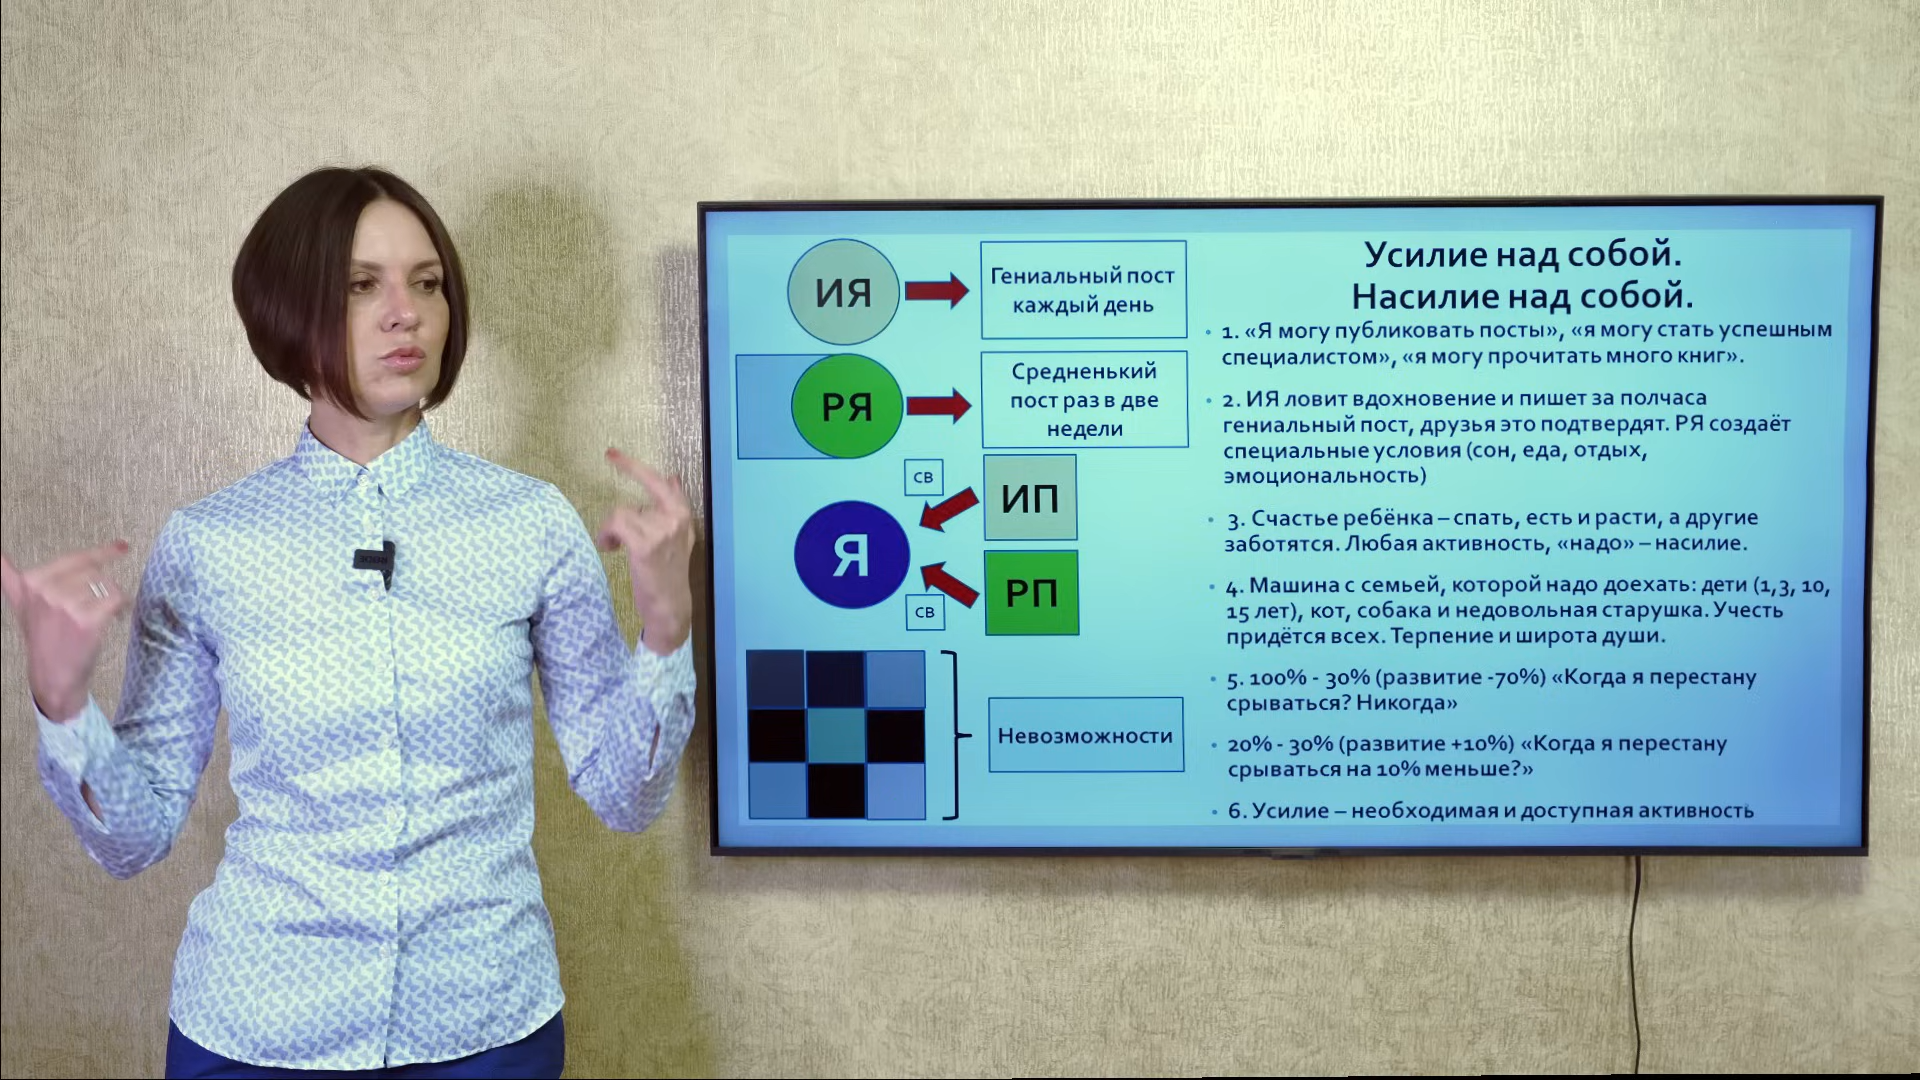 ИЯ
Гениальный пост
каждый день
РЯ
Средненький
пост раз в две
недели
св
ИП
Я
РП
св
Невозможности
Усилие над собой.
Насилие над собой.
• 1. «Я могу публиковать посты», «я могу стать успешным
специалистом», «я могу прочитать много книг».
• 2. ИЯ ловит вдохновение и пишет за полчаса
гениальный пост, друзья это подтвердят. РЯ создаёт
специальные условия (сон, еда, отдых,
эмоциональность)
• 3. Счастье ребёнка – спать, есть и расти, а другие
заботятся. Любая активность, «надо» – насилие.
• 4. Машина с семьей, которой надо доехать: дети (1,3, 10,
15 лет), кот, собака и недовольная старушка. Учесть
придётся всех. Терпение и широта души.
• 5. 100% - 30% (развитие -70%) «Когда я перестану
срываться? Никогда»
• 20% - 30% (развитие +10%) «Когда я перестану
срываться на 10% меньше?»
• 6. Усилие – необходимая и доступная активность